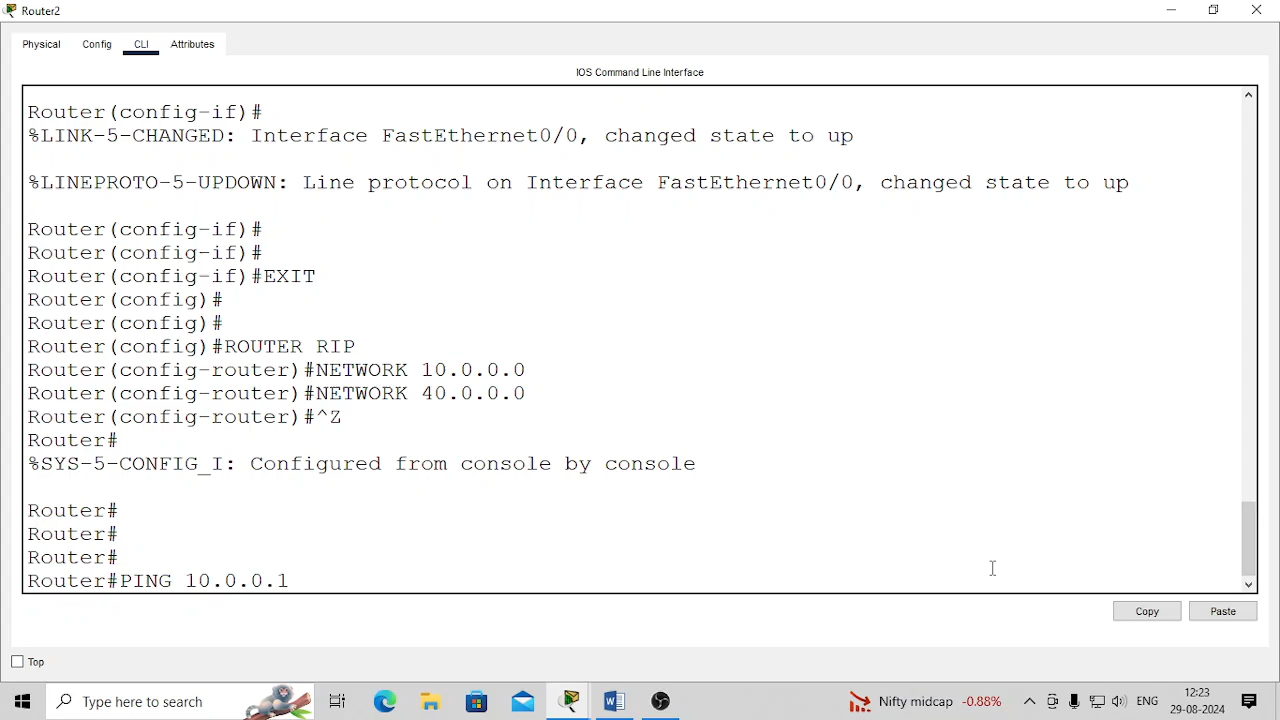 Router2
Physical Config CLI Attributes
IOS Command Line Interface
Router(config-if)#
%LINK-5-CHANGED: Interface FastEthernet0/0, changed state to up
%LINEPROTO-5-UPDOWN: Line protocol on Interface FastEthernet0/0, changed state to up
Router(config-if)#
Router(config-if)#
Router(config-if)#EXIT
Router(config)#
Router(config)#
Router(config)#ROUTER RIP
Router(config-router)#NETWORK 10.0.0.0
Router(config-router)#NETWORK 40.0.0.0
Router(config-router)#^Z
Router#
%SYS-5-CONFIG_I: Configured from console by console
Router#
Router#
Router#
Router#PING 10.0.0.1
Copy Paste
Top
Type here to search
Nifty midcap -0.88%
ENG
12:23
29-08-2024